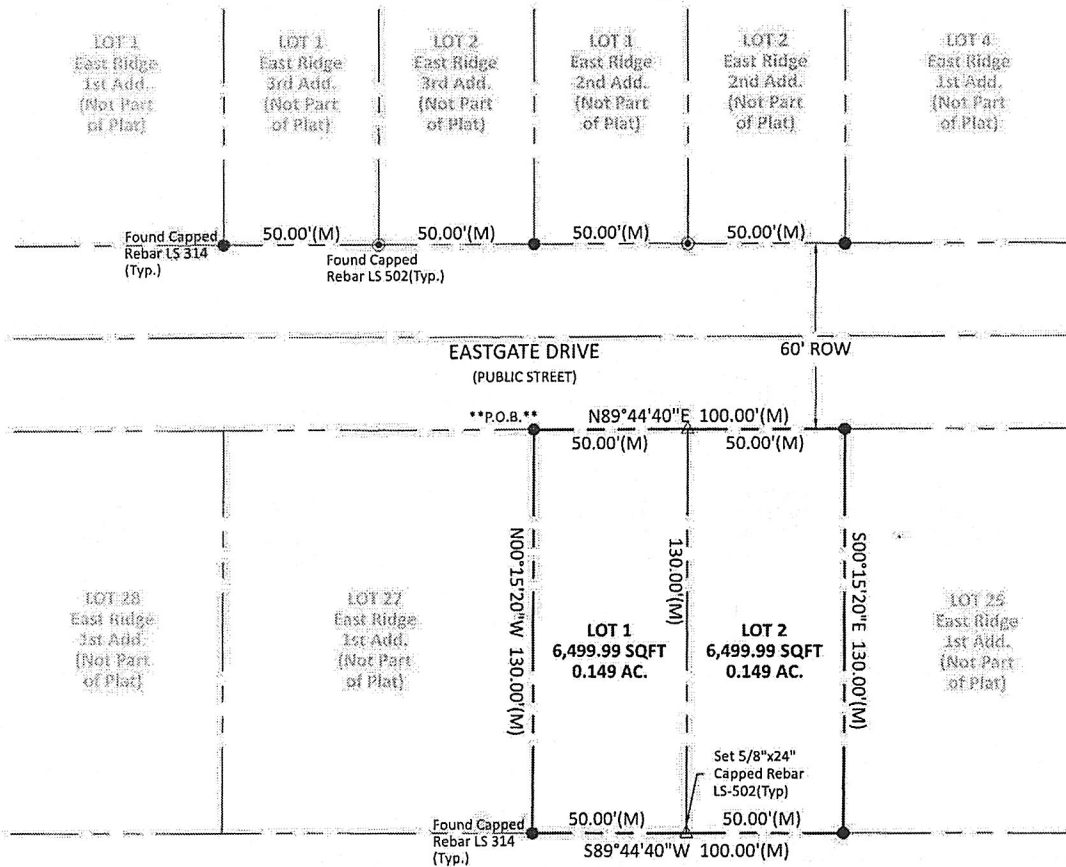 LOT 1
East Ridge
1st Add.
(Not Part
of Plat)
LOT 1
East Ridge
3rd Add.
(Not Part
of Plat)
LOT 2
East Ridge
3rd Add.
(Not Part
of Plat)
LOT 1
East Ridge
2nd Add.
(Not Part
of Plat)
LOT 2
East Ridge
2nd Add.
(Not Part
of Plat)
LOT 4
East Ridge
1st Add.
(Not Part
of Plat)
Found Capped
Rebar LS 314
(Typ.)
50.00'(M)
50.00'(M)
50.00'(M)
50.00'(M)
Found Capped
Rebar LS 502(Typ.)
EASTGATE DRIVE
(PUBLIC STREET)
60' ROW
**P.O.B.**
N89°44'40"E 100.00'(M)
50.00'(M)
50.00'(M)
N00°15'20"W 130.00'(M)
130.00'(M)
S00°15'20"E 130.00'(M)
LOT 28
East Ridge
1st Add.
(Not Part
of Plat)
LOT 27
East Ridge
1st Add.
(Not Part
of Plat)
LOT 1
6,499.99 SQFT
0.149 AC.
LOT 2
6,499.99 SQFT
0.149 AC.
LOT 25
East Ridge
1st Add.
(Not Part
of Plat)
Set 5/8"x24"
Capped Rebar
LS-502(Typ)
Found Capped
Rebar LS 314
(Typ.)
50.00'(M)
50.00'(M)
S89°44'40"W 100.00'(M)